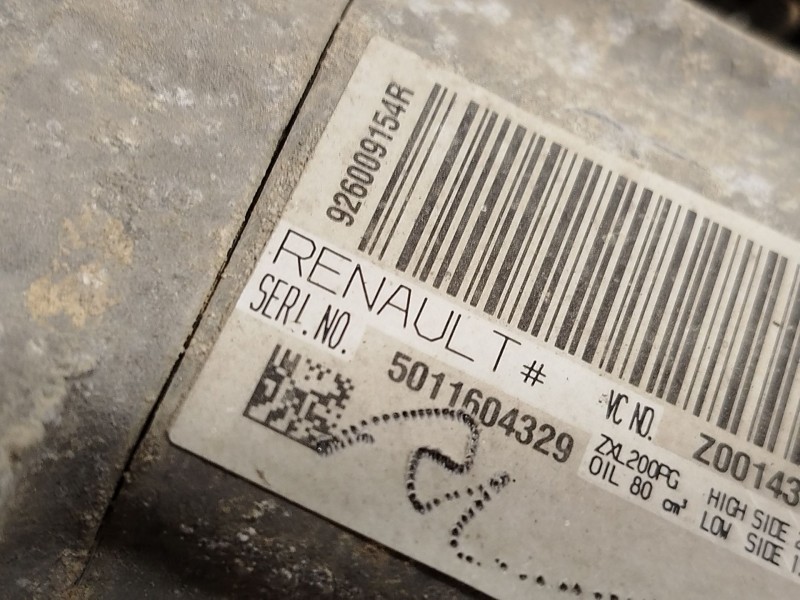 926009154R
RENAULT #
SERI. NO.
5011604329
VC NO.
Z00143
ZXL200PG
OIL 80 cm³
HIGH SIDE
LOW SIDE